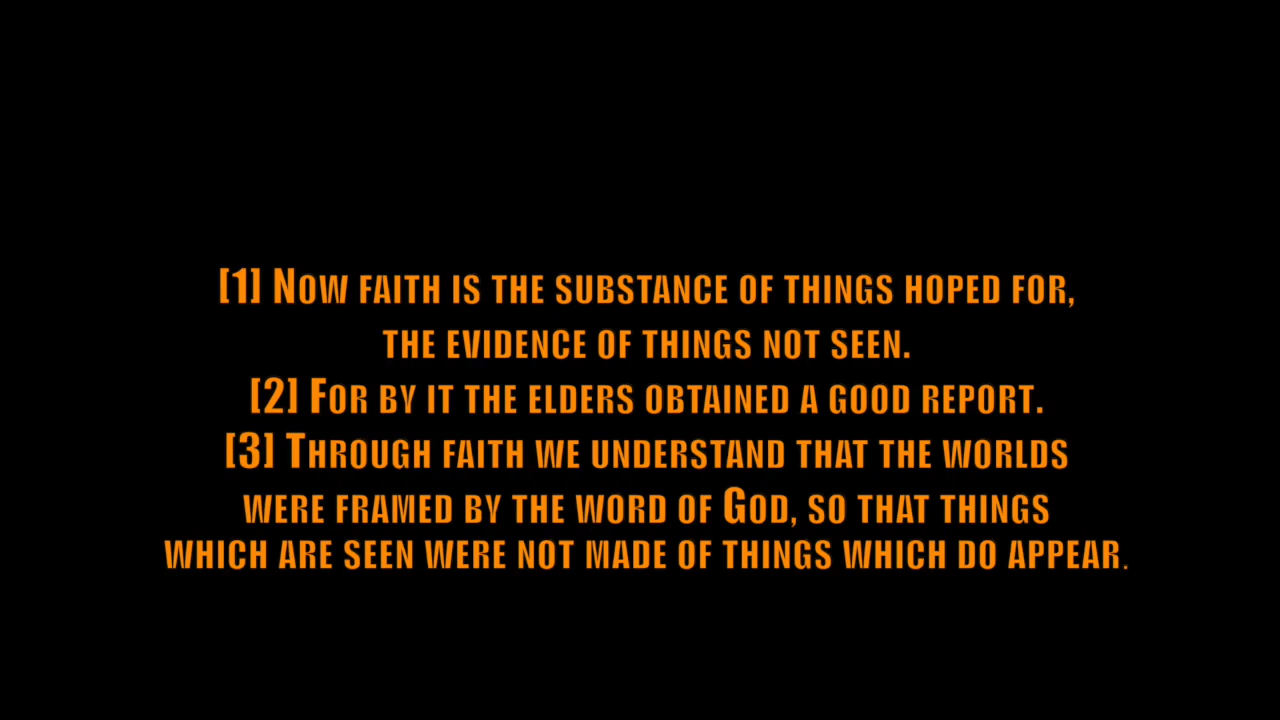 [1] Now faith is the substance of things hoped for,
the evidence of things not seen.
[2] For by it the elders obtained a good report.
[3] Through faith we understand that the worlds
were framed by the word of God, so that things
which are seen were not made of things which do appear.